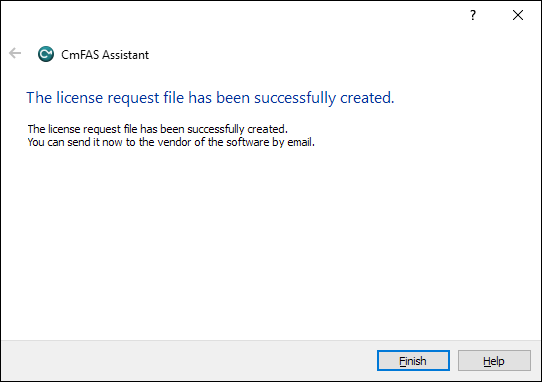 ?
CmFAS Assistant
The license request file has been successfully created.
The license request file has been successfully created.
You can send it now to the vendor of the software by email.
Finish
Help